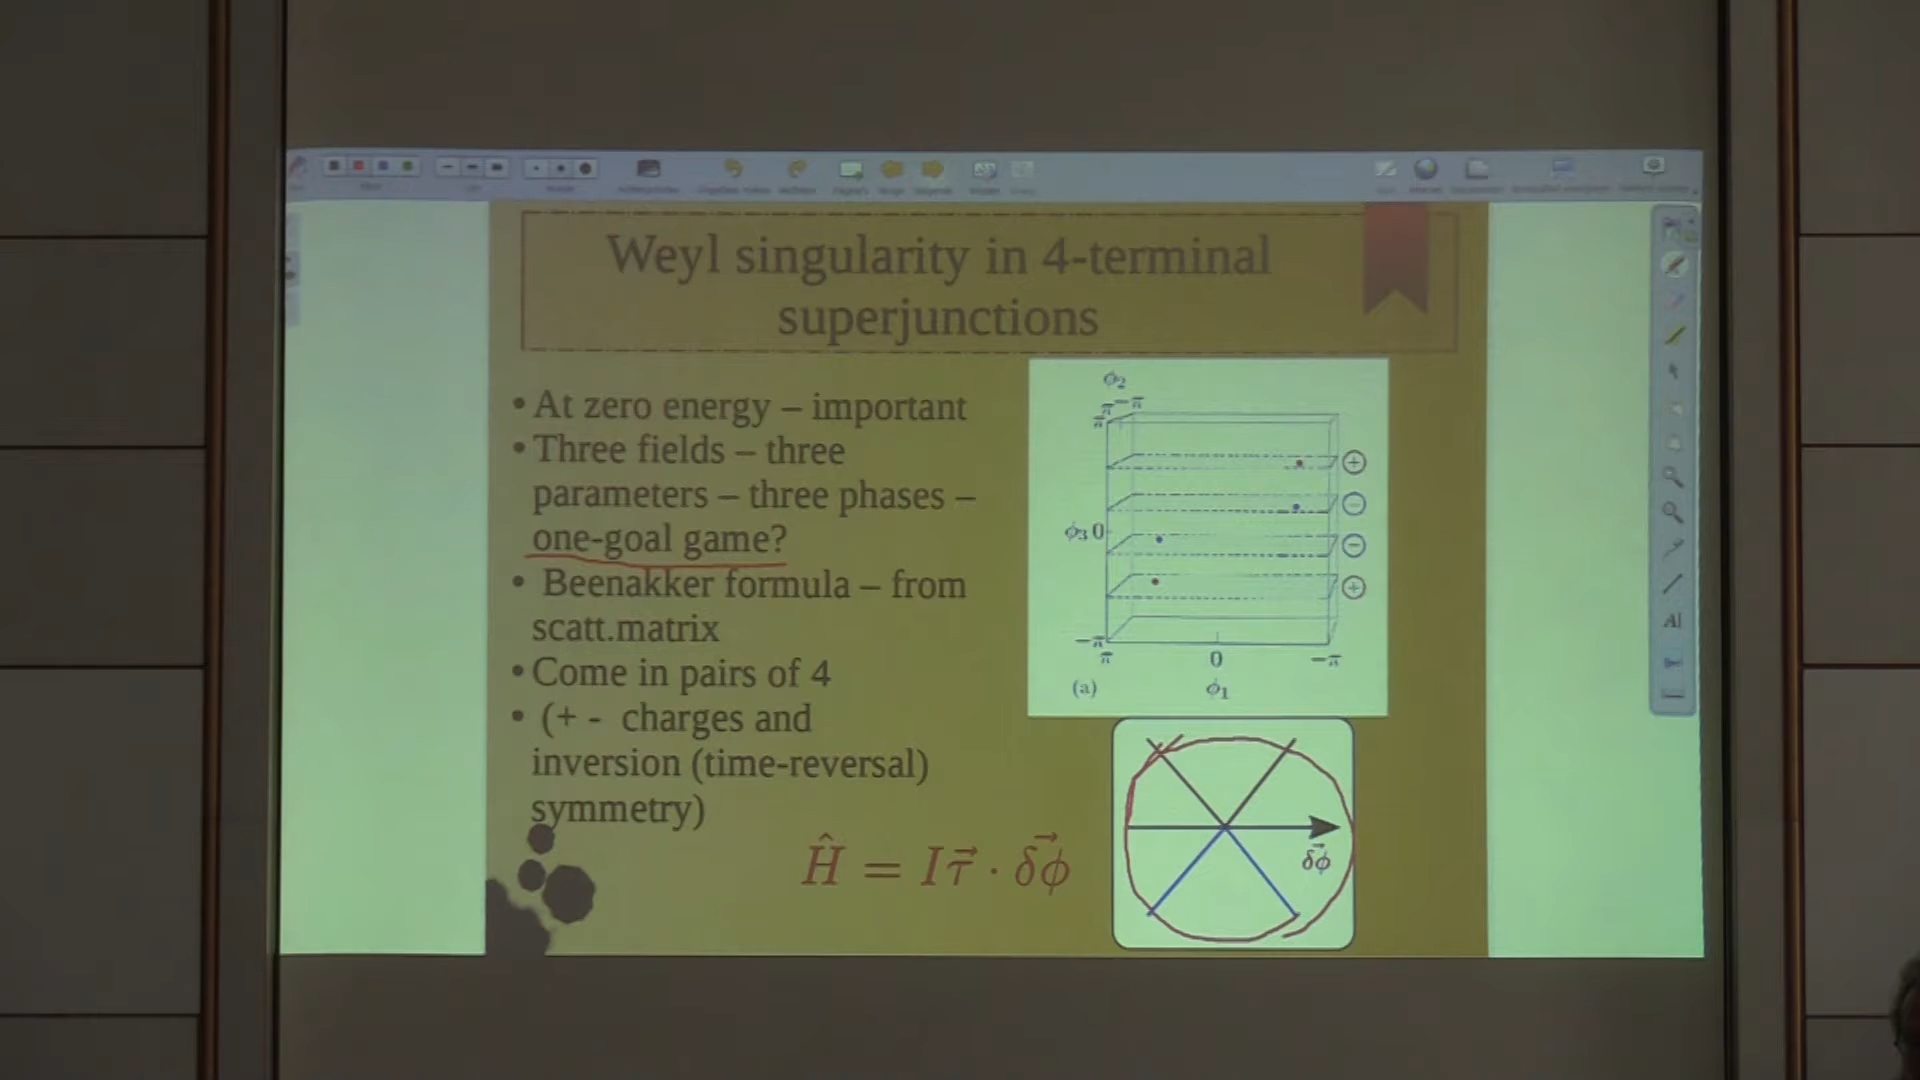 Weyl singularity in 4-terminal
superjunctions
• At zero energy – important
• Three fields – three
parameters – three phases –
one-goal game?
• Beenakker formula – from
scatt.matrix
• Come in pairs of 4
• (+ - charges and
inversion (time-reversal)
symmetry)
Ĥ = Iτ⃗ · δϕ⃗
ϕ2
π -π
π
+
−
ϕ3 0
−
+
-π
π 0 -π
(a) ϕ1
δϕ⃗
A